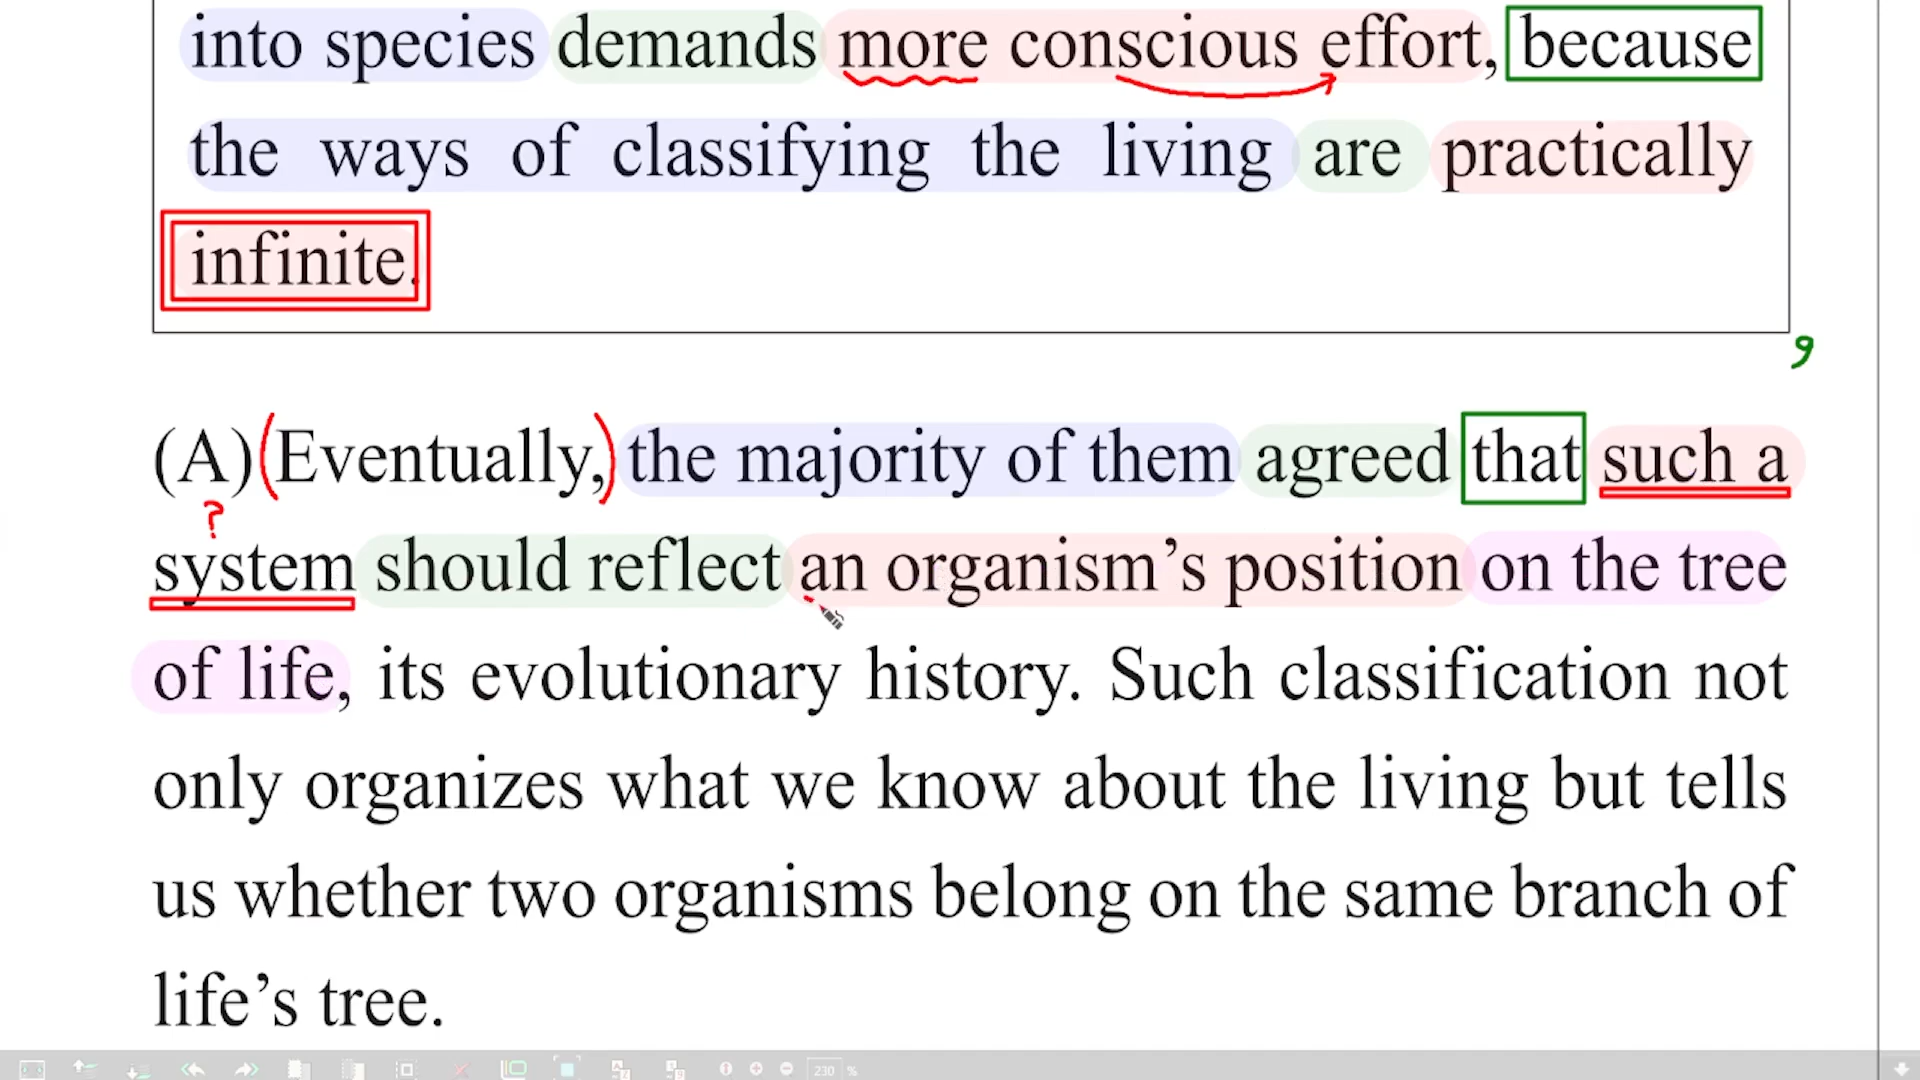 into species demands more conscious effort, because
the ways of classifying the living are practically
infinite.
9
(A) (Eventually,) the majority of them agreed that such a
?
system should reflect an organism’s position on the tree
of life, its evolutionary history. Such classification not
only organizes what we know about the living but tells
us whether two organisms belong on the same branch of
life’s tree.
230 %